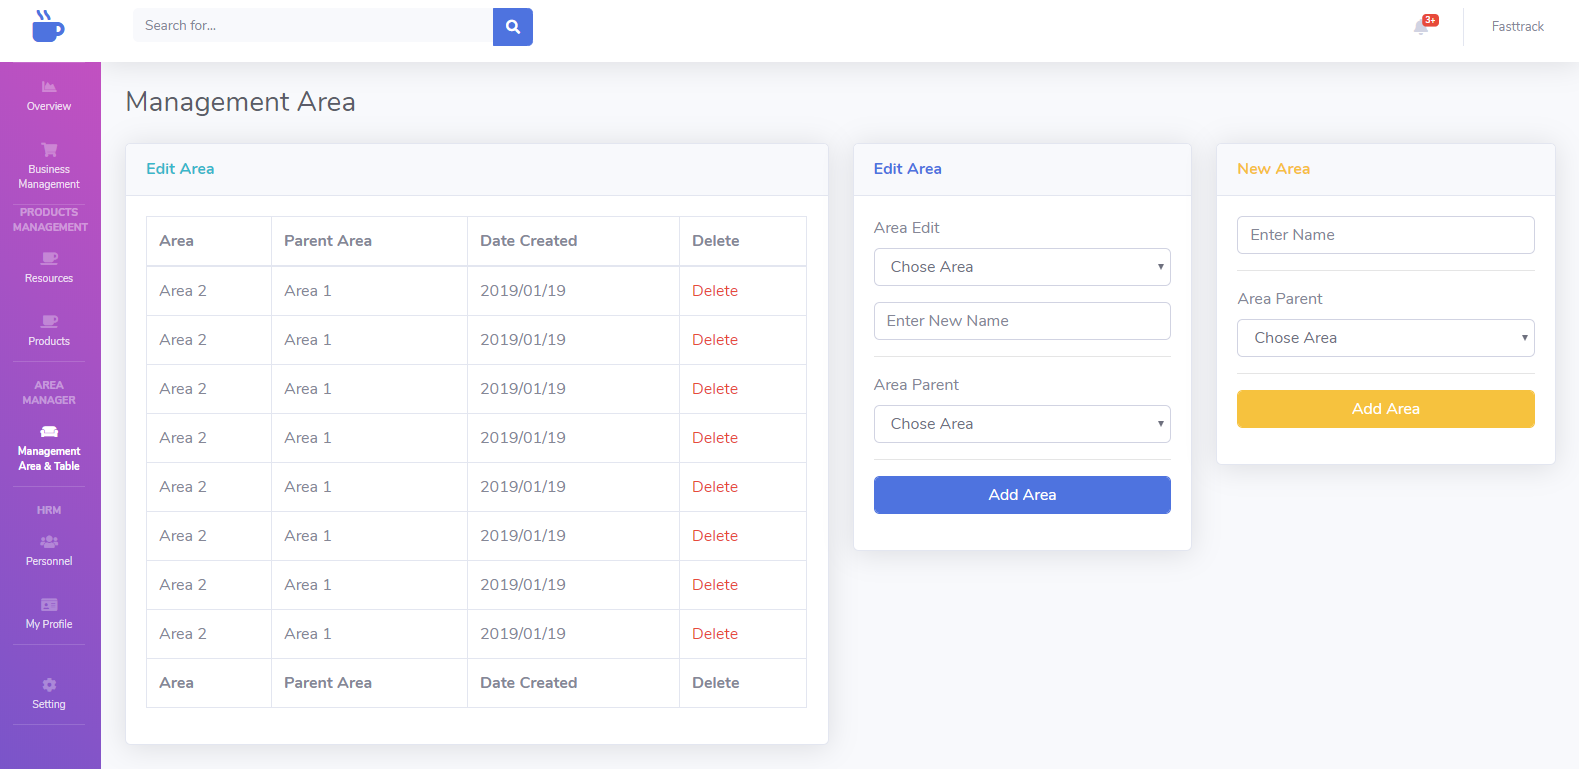 Search for...
3+
Fasttrack
Overview
Business
Management
PRODUCTS
MANAGEMENT
Resources
Products
AREA
MANAGER
Management
Area & Table
HRM
Personnel
My Profile
Setting
Management Area
Edit Area
Area Parent Area Date Created Delete
Area 2 Area 1 2019/01/19 Delete
Area 2 Area 1 2019/01/19 Delete
Area 2 Area 1 2019/01/19 Delete
Area 2 Area 1 2019/01/19 Delete
Area 2 Area 1 2019/01/19 Delete
Area 2 Area 1 2019/01/19 Delete
Area 2 Area 1 2019/01/19 Delete
Area 2 Area 1 2019/01/19 Delete
Area Parent Area Date Created Delete
Edit Area
Area Edit
Chose Area
Enter New Name
Area Parent
Chose Area
Add Area
New Area
Enter Name
Area Parent
Chose Area
Add Area